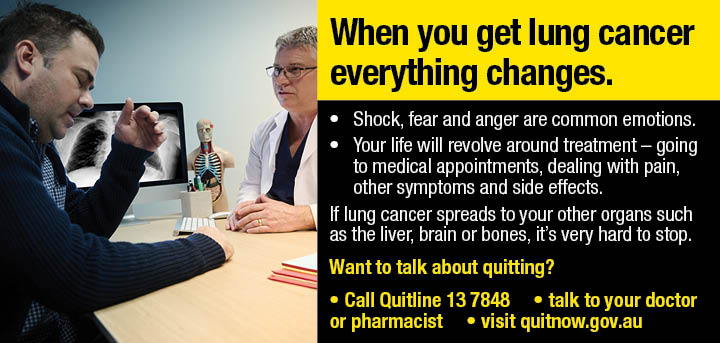 When you get lung cancer
everything changes.
• Shock, fear and anger are common emotions.
• Your life will revolve around treatment – going
to medical appointments, dealing with pain,
other symptoms and side effects.
If lung cancer spreads to your other organs such
as the liver, brain or bones, it’s very hard to stop.
Want to talk about quitting?
• Call Quitline 13 7848 • talk to your doctor
or pharmacist • visit quitnow.gov.au